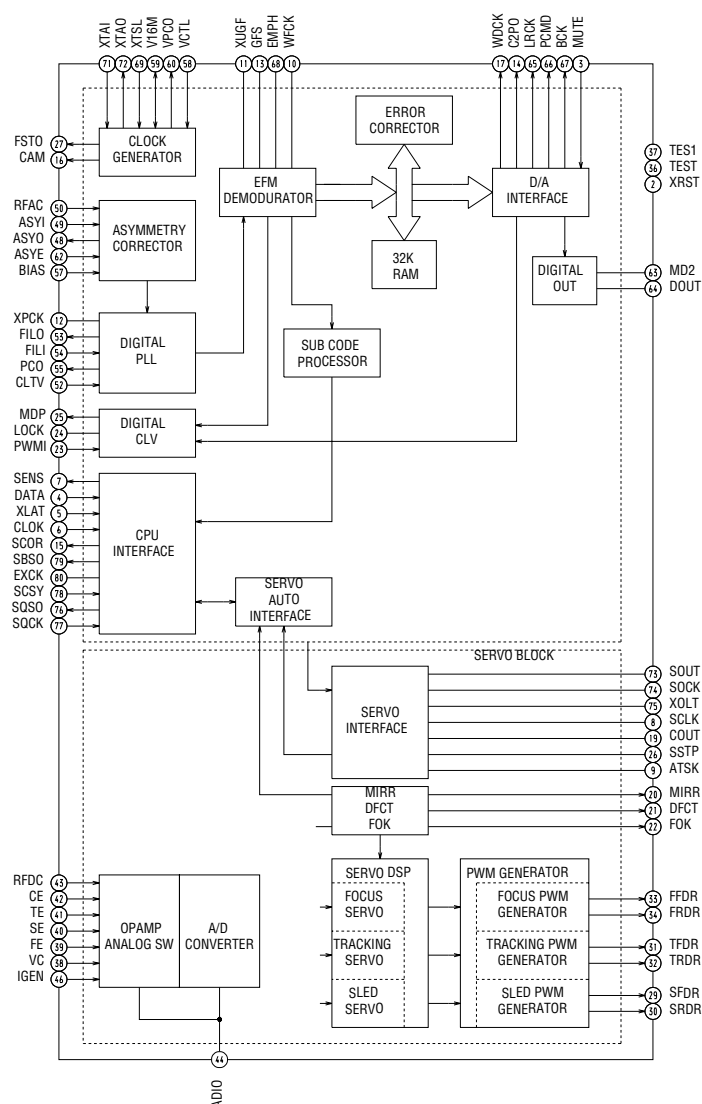 XTAI
XTAO
XTSL
V16M
VPCO
VCTL
XUGF
GFS
EMPH
WFCK
WDCK
C2PO
LRCK
PCMD
BCK
MUTE
71
72
69
59
60
58
11
13
68
10
17
14
65
66
67
3
FSTO 27
CAM 16
CLOCK
GENERATOR
ERROR
CORRECTOR
EFM
DEMODURATOR
D/A
INTERFACE
32K
RAM
DIGITAL
OUT
37 TES1
36 TEST
2 XRST
RFAC 50
ASYI 49
ASYO 48
ASYE 62
BIAS 57
ASYMMETRY
CORRECTOR
63 MD2
64 DOUT
XPCK 12
FILO 53
FILI 54
PCO 55
CLTV 52
DIGITAL
PLL
SUB CODE
PROCESSOR
MDP 25
LOCK 24
PWMI 23
DIGITAL
CLV
SENS 7
DATA 4
XLAT 5
CLOK 6
SCOR 15
SBSO 79
EXCK 80
SCSY 78
SQSO 76
SQCK 77
CPU
INTERFACE
SERVO
AUTO
INTERFACE
SERVO BLOCK
SERVO
INTERFACE
73 SOUT
74 SOCK
75 XOLT
8 SCLK
19 COUT
26 SSTP
9 ATSK
MIRR
DFCT
FOK
20 MIRR
21 DFCT
22 FOK
RFDC 43
CE 42
TE 41
SE 40
FE 39
VC 38
IGEN 46
OPAMP
ANALOG SW
A/D
CONVERTER
SERVO DSP
FOCUS
SERVO
TRACKING
SERVO
SLED
SERVO
PWM GENERATOR
FOCUS PWM
GENERATOR
TRACKING PWM
GENERATOR
SLED PWM
GENERATOR
33 FFDR
34 FRDR
31 TFDR
32 TRDR
29 SFDR
30 SRDR
44
ADIO